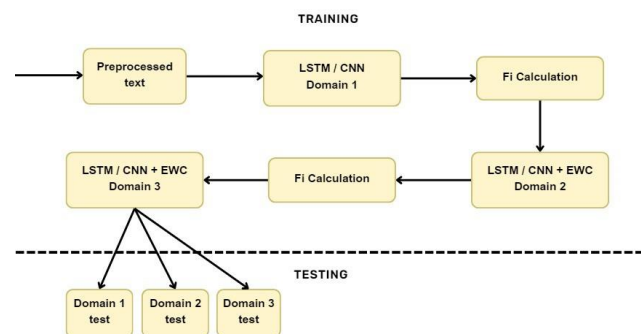 TRAINING
Preprocessed
text
LSTM / CNN
Domain 1
Fi Calculation
LSTM / CNN + EWC
Domain 2
Fi Calculation
LSTM / CNN + EWC
Domain 3
TESTING
Domain 1
test
Domain 2
test
Domain 3
test